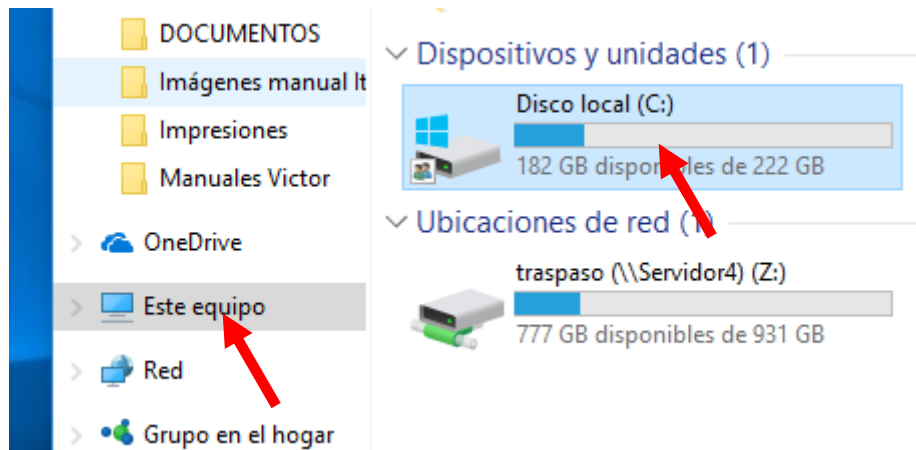 DOCUMENTOS
Imágenes manual It
Impresiones
Manuales Victor
OneDrive
Este equipo
Red
Grupo en el hogar
Dispositivos y unidades (1)
Disco local (C:)
182 GB disponibles de 222 GB
Ubicaciones de red (1)
traspaso (\\Servidor4) (Z:)
777 GB disponibles de 931 GB